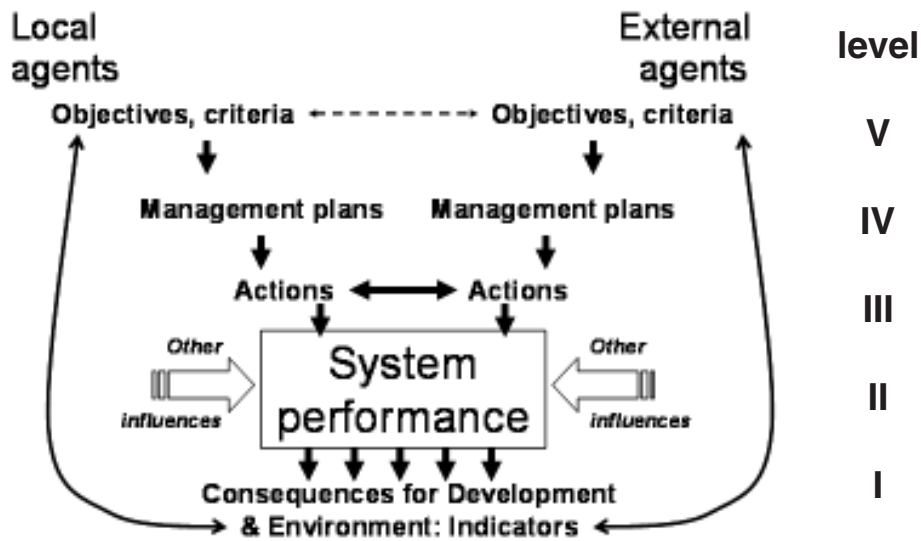 Local agents
External agents
level
Objectives, criteria
Objectives, criteria
V
Management plans
Management plans
IV
Actions
Actions
III
Other influences
System performance
Other influences
II
Consequences for Development
& Environment: Indicators
I